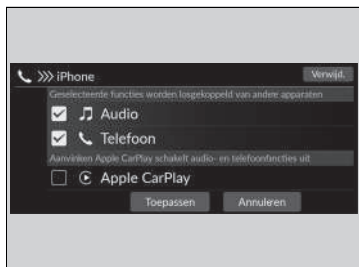 iPhone
Verwijd.
Geselecteerde functies worden losgekoppeld van andere apparaten
Audio
Telefoon
Aanvinken Apple CarPlay schakelt audio- en telefoonfuncties uit
Apple CarPlay
Toepassen
Annuleren